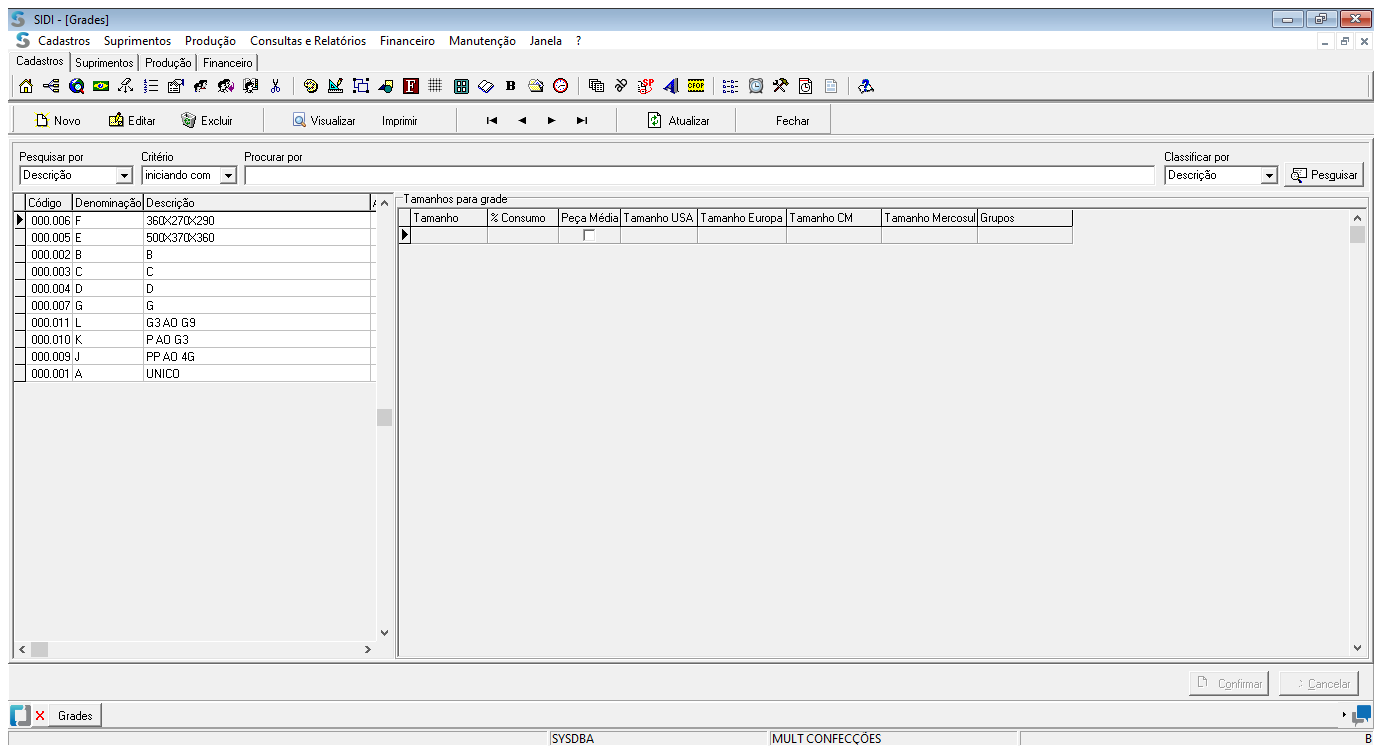 SIDI - [Grades]
Cadastros Suprimentos Produção Consultas e Relatórios Financeiro Manutenção Janela ?
Cadastros Suprimentos Produção Financeiro
F B SP CFOP
Novo Editar Excluir Visualizar Imprimir Atualizar Fechar
Pesquisar por Critério Procurar por Classificar por
Descrição iniciando com Descrição Pesquisar
Tamanhos para grade
Código Denominação Descrição
Tamanho % Consumo Peça Média Tamanho USA Tamanho Europa Tamanho CM Tamanho Mercosul Grupos
000.006 F 360X270X290
000.005 E 500X370X360
000.002 B B
000.003 C C
000.004 D D
000.007 G G
000.011 L G3 AO G9
000.010 K P AO G3
000.009 J PP AO 4G
000.001 A UNICO
Confirmar Cancelar
Grades
SYSDBA MULT CONFECÇÕES B